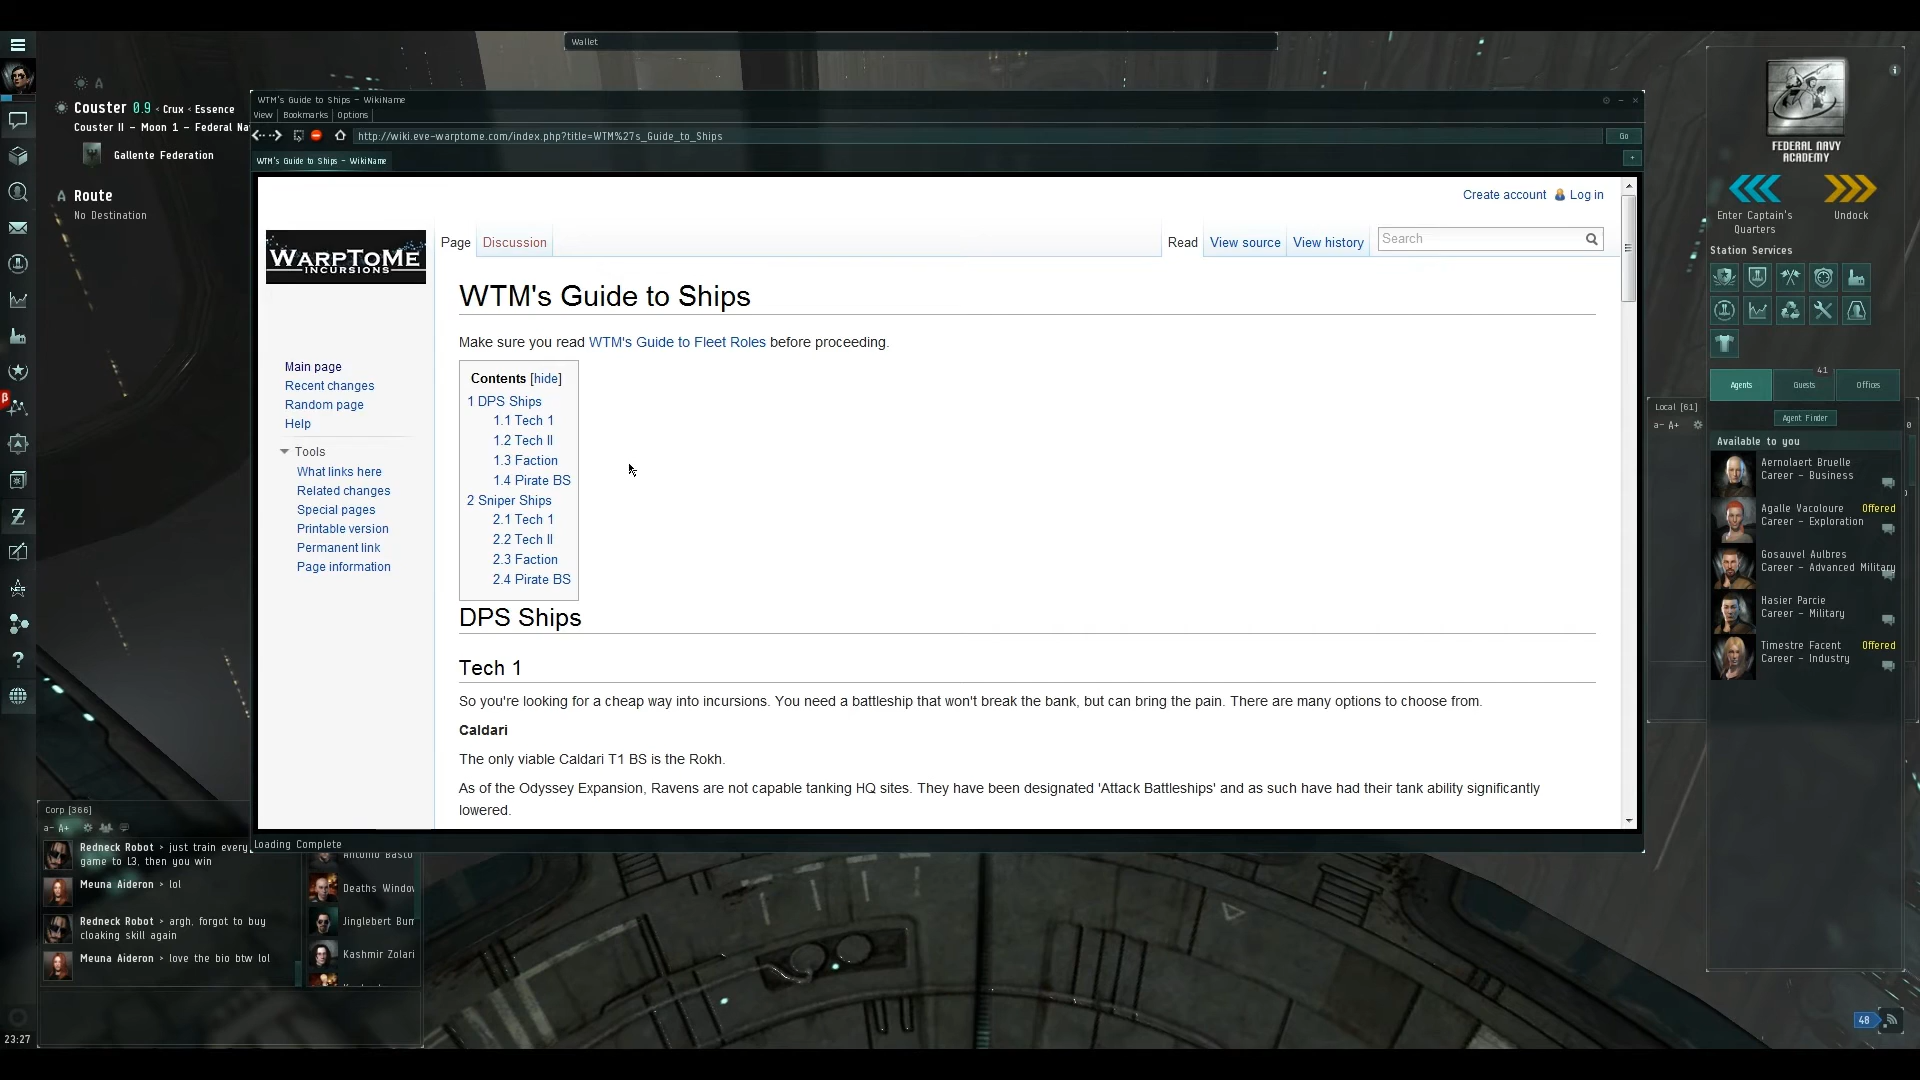 Wallet
Couster 0.9 < Crux < Essence
Couster II - Moon 1 - Federal Na
Gallente Federation
Route
No Destination
WTM's Guide to Ships - WikiName
View
Bookmarks
Options
http://wiki.eve-warptome.com/index.php?title=WTM%27s_Guide_to_Ships
Go
WTM's Guide to Ships - WikiName
Create account
Log in
WARPTOME
INCURSIONS
Page
Discussion
Read
View source
View history
Search
Main page
Recent changes
Random page
Help
Tools
What links here
Related changes
Special pages
Printable version
Permanent link
Page information
WTM's Guide to Ships
Make sure you read WTM's Guide to Fleet Roles before proceeding.
Contents [hide]
1 DPS Ships
1.1 Tech 1
1.2 Tech II
1.3 Faction
1.4 Pirate BS
2 Sniper Ships
2.1 Tech 1
2.2 Tech II
2.3 Faction
2.4 Pirate BS
DPS Ships
Tech 1
So you're looking for a cheap way into incursions. You need a battleship that won't break the bank, but can bring the pain. There are many options to choose from.
Caldari
The only viable Caldari T1 BS is the Rokh.
As of the Odyssey Expansion, Ravens are not capable tanking HQ sites. They have been designated 'Attack Battleships' and as such have had their tank ability significantly
lowered.
Loading Complete
Corp [366]
a- A+
Redneck Robot > just train every
game to L3, then you win
Meuna Aideron > lol
Redneck Robot > argh, forgot to buy
cloaking skill again
Meuna Aideron > love the bio btw lol
Antonio Basto
Deaths Window
Jinglebert Bum
Kashmir Zolari
23:27
FEDERAL NAVY
ACADEMY
Enter Captain's
Quarters
Undock
Station Services
41
Agents
Guests
Offices
Agent Finder
Local [61]
a- A+
Available to you
Aernolaert Bruelle
Career - Business
Agalle Vacoloure Offered
Career - Exploration
Gosauvel Aulbres
Career - Advanced Military
Hasier Parcie
Career - Military
Timestre Facent Offered
Career - Industry
48